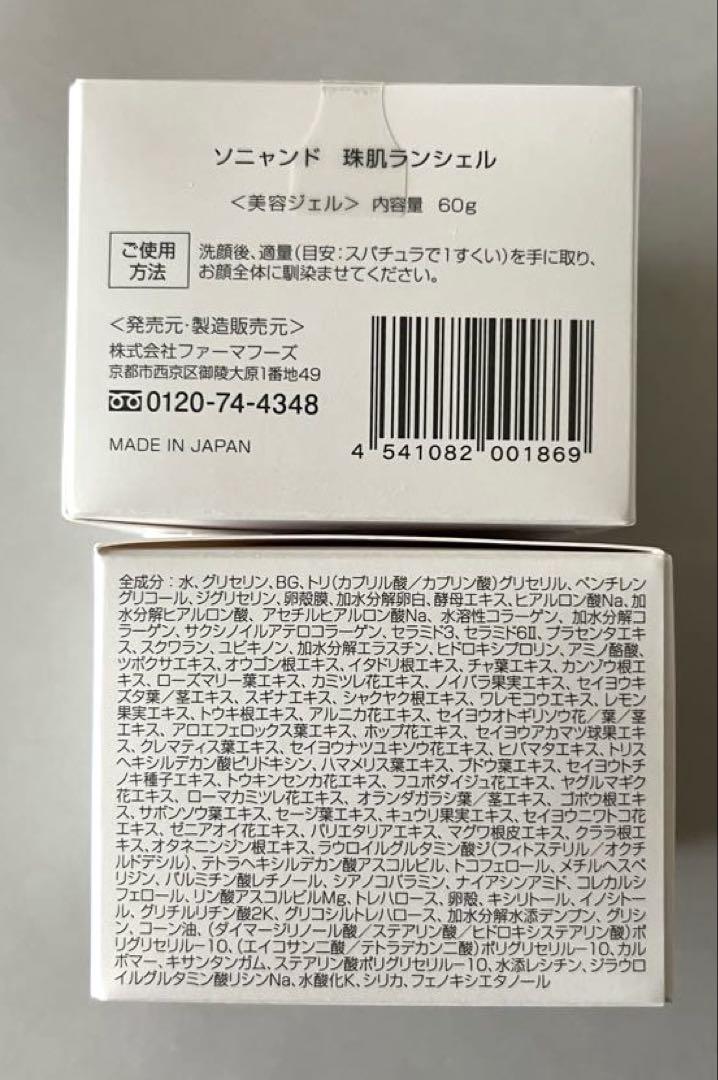 ソニャンド 珠肌ランシェル
＜美容ジェル＞ 内容量 60g
ご使用方法
洗顔後、適量(目安:スパチュラで1すくい)を手に取り、
お顔全体に馴染ませてください。
＜発売元・製造販売元＞
株式会社ファーマフーズ
京都市西京区御陵大原1番地49
0120-74-4348
MADE IN JAPAN
4 541082 001869
全成分：水、グリセリン、BG、トリ(カプリル酸／カプリン酸)グリセリル、ペンチレン
グリコール、ジグリセリン、卵殻膜、加水分解卵白、酵母エキス、ヒアルロン酸Na、加
水分解ヒアルロン酸、アセチルヒアルロン酸Na、水溶性コラーゲン、加水分解コ
ラーゲン、サクシノイルアテロコラーゲン、セラミド3、セラミド6Ⅱ、プラセンタエキ
ス、スクワラン、ユビキノン、加水分解エラスチン、ヒドロキシプロリン、アミノ酪酸、
ツボクサエキス、オウゴン根エキス、イタドリ根エキス、チャ葉エキス、カンゾウ根エキ
ス、ローズマリー葉エキス、カミツレ花エキス、ノイバラ果実エキス、セイヨウキ
ズタ葉／茎エキス、スギナエキス、シャクヤク根エキス、ワレモコウエキス、レモン
果実エキス、トウキ根エキス、アルニカ花エキス、セイヨウオトギリソウ花／葉／茎
エキス、アロエフェロックス葉エキス、ホップ花エキス、セイヨウアカマツ球果エキ
ス、クレマティス葉エキス、セイヨウナツユキソウ花エキス、ヒバマタエキス、トリス
ヘキシルデカン酸ピリドキシン、ハマメリス葉エキス、ブドウ葉エキス、セイヨウトチ
ノキ種子エキス、トウキンセンカ花エキス、フユボダイジュ花エキス、ヤグルマギク
花エキス、ローマカミツレ花エキス、オランダガラシ葉／茎エキス、ゴボウ根エキ
ス、サボンソウ葉エキス、セージ葉エキス、キュウリ果実エキス、セイヨウニワトコ花
エキス、ゼニアオイ花エキス、パリエタリアエキス、マグワ根皮エキス、クララ根エ
キス、オタネニンジン根エキス、ラウロイルグルタミン酸ジ(フィトステリル／オクチ
ルドデシル)、テトラヘキシルデカン酸アスコルビル、トコフェロール、メチルヘスペ
リジン、パルミチン酸レチノール、シアノコバラミン、ナイアシンアミド、コレカルシ
フェロール、リン酸アスコルビルMg、トレハロース、卵殻、キシリトール、イノシトー
ル、グリチルリチン酸2K、グリコシルトレハロース、加水分解水添デンプン、グリシ
ン、コーン油、(ダイマージリノール酸／ステアリン酸／ヒドロキシステアリン酸)ポ
リグリセリル-10、(エイコサン二酸／テトラデカン二酸)ポリグリセリル-10、カル
ボマー、キサンタンガム、ステアリン酸ポリグリセリル-10、水添レシチン、ジラウロ
イルグルタミン酸リシンNa、水酸化K、シリカ、フェノキシエタノール